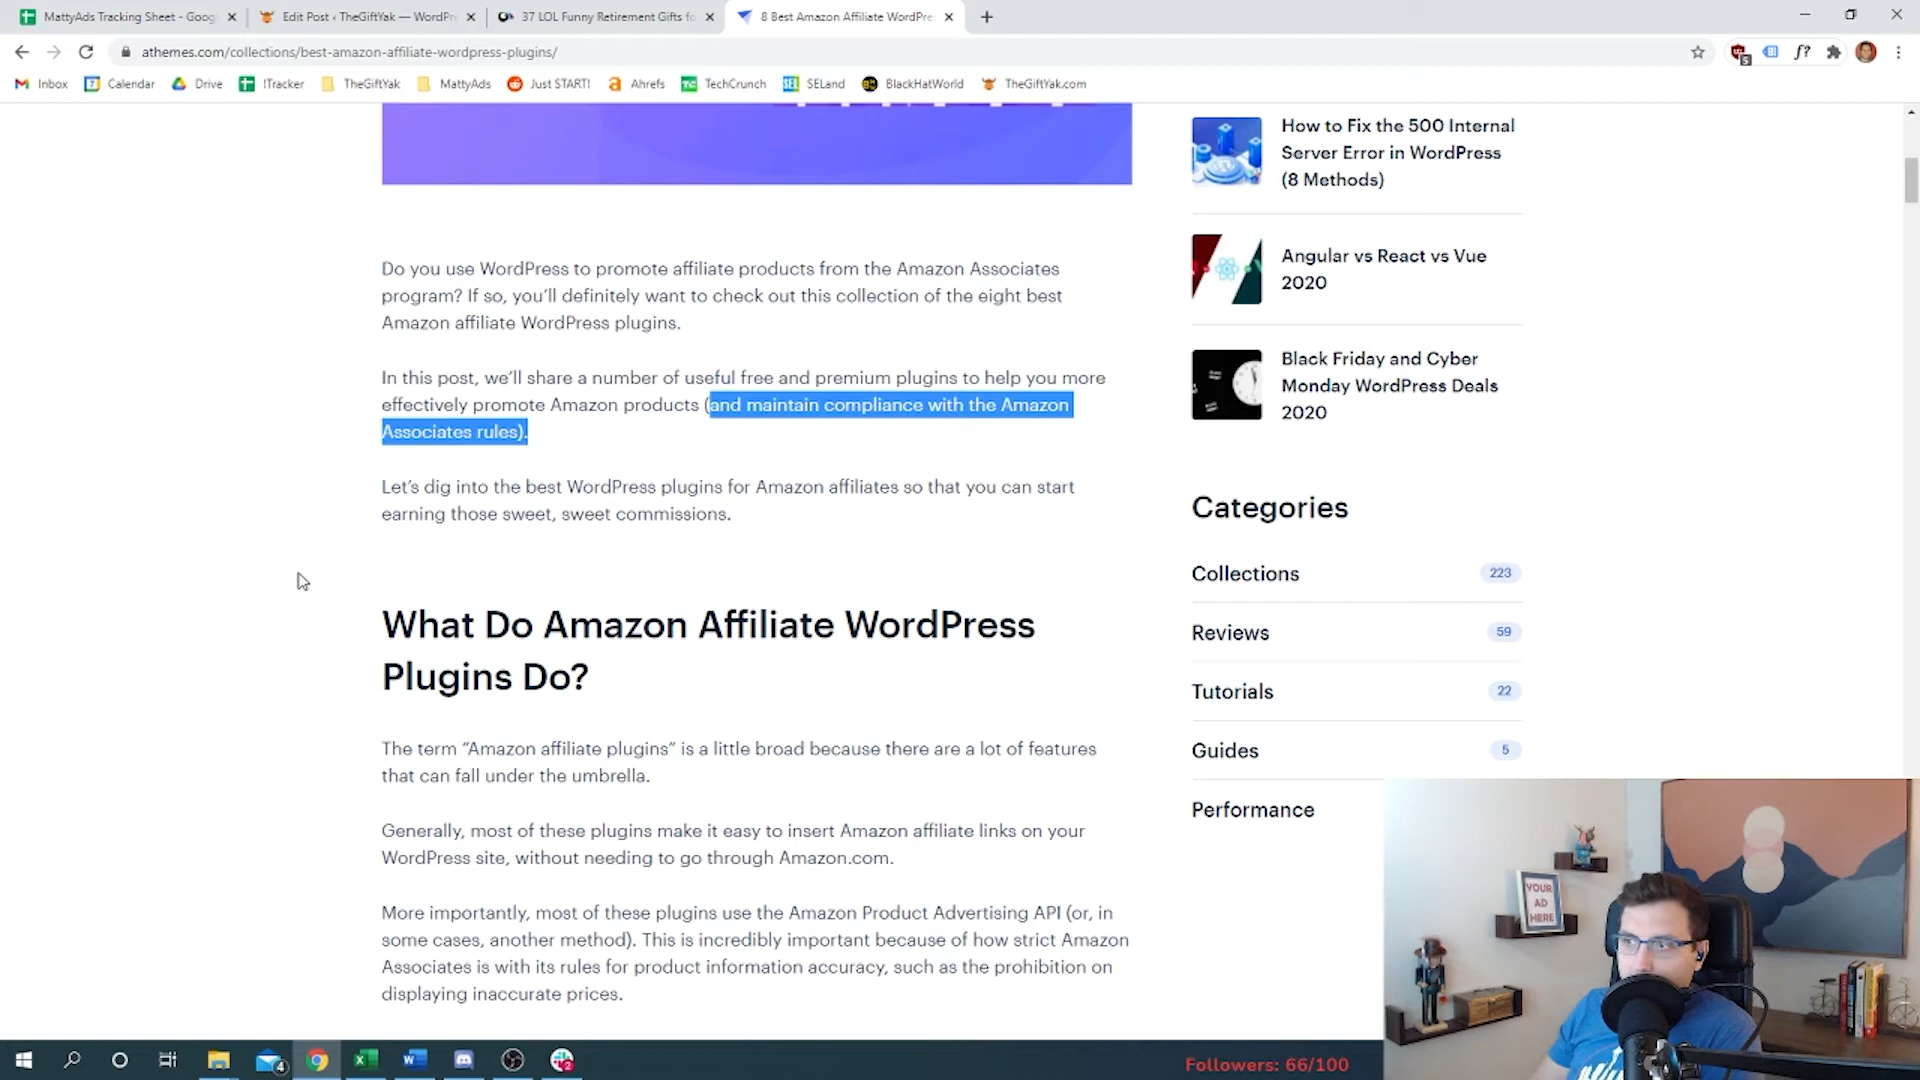 MattyAds Tracking Sheet - Goog
Edit Post ‹ TheGiftYak — WordPr
37 LOL Funny Retirement Gifts fo
8 Best Amazon Affiliate WordPre
athemes.com/collections/best-amazon-affiliate-wordpress-plugins/
5
f?
Inbox
7
Calendar
Drive
!Tracker
TheGiftYak
MattyAds
Just START!
Ahrefs
TechCrunch
SELand
BlackHatWorld
TheGiftYak.com
How to Fix the 500 Internal
Server Error in WordPress
(8 Methods)
Angular vs React vs Vue
2020
Black Friday and Cyber
Monday WordPress Deals
2020
Do you use WordPress to promote affiliate products from the Amazon Associates
program? If so, you’ll definitely want to check out this collection of the eight best
Amazon affiliate WordPress plugins.
In this post, we’ll share a number of useful free and premium plugins to help you more
effectively promote Amazon products (and maintain compliance with the Amazon
Associates rules).
Let’s dig into the best WordPress plugins for Amazon affiliates so that you can start
earning those sweet, sweet commissions.
Categories
Collections 223
Reviews 59
Tutorials 22
Guides 5
Performance
What Do Amazon Affiliate WordPress
Plugins Do?
The term “Amazon affiliate plugins” is a little broad because there are a lot of features
that can fall under the umbrella.
Generally, most of these plugins make it easy to insert Amazon affiliate links on your
WordPress site, without needing to go through Amazon.com.
More importantly, most of these plugins use the Amazon Product Advertising API (or, in
some cases, another method). This is incredibly important because of how strict Amazon
Associates is with its rules for product information accuracy, such as the prohibition on
displaying inaccurate prices.
YOUR
AD
HERE
4
2
Followers: 66/100